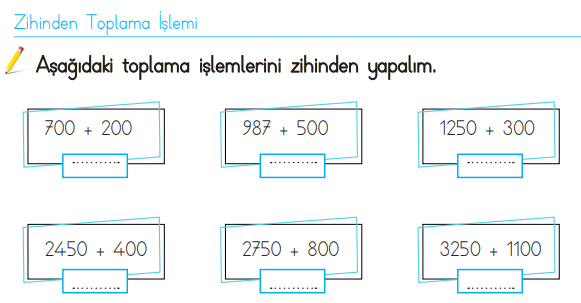 Zihinden Toplama İşlemi
Aşağıdaki toplama işlemlerini zihinden yapalım.
700 + 200 987 + 500 1250 + 300
............ ............ ............
2450 + 400 2750 + 800 3250 + 1100
............ ............ ............